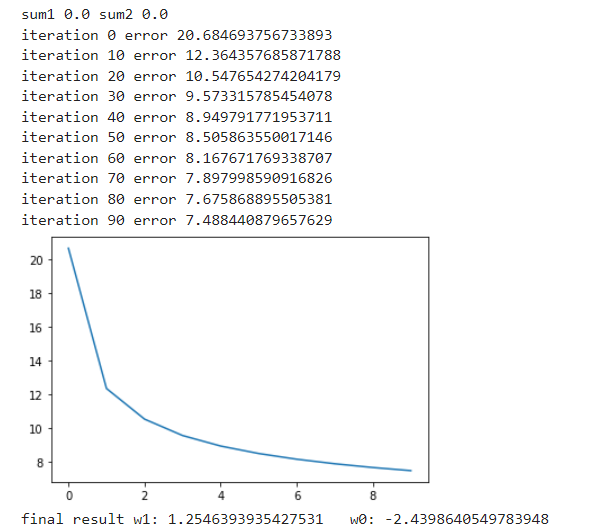 sum1 0.0 sum2 0.0
iteration 0 error 20.684693756733893
iteration 10 error 12.364357685871788
iteration 20 error 10.547654274204179
iteration 30 error 9.573315785454078
iteration 40 error 8.949791771953711
iteration 50 error 8.505863550017146
iteration 60 error 8.167671769338707
iteration 70 error 7.897998590916826
iteration 80 error 7.675868895505381
iteration 90 error 7.488440879657629
20
18
16
14
12
10
8
0 2 4 6 8
final result w1: 1.2546393935427531 w0: -2.4398640549783948